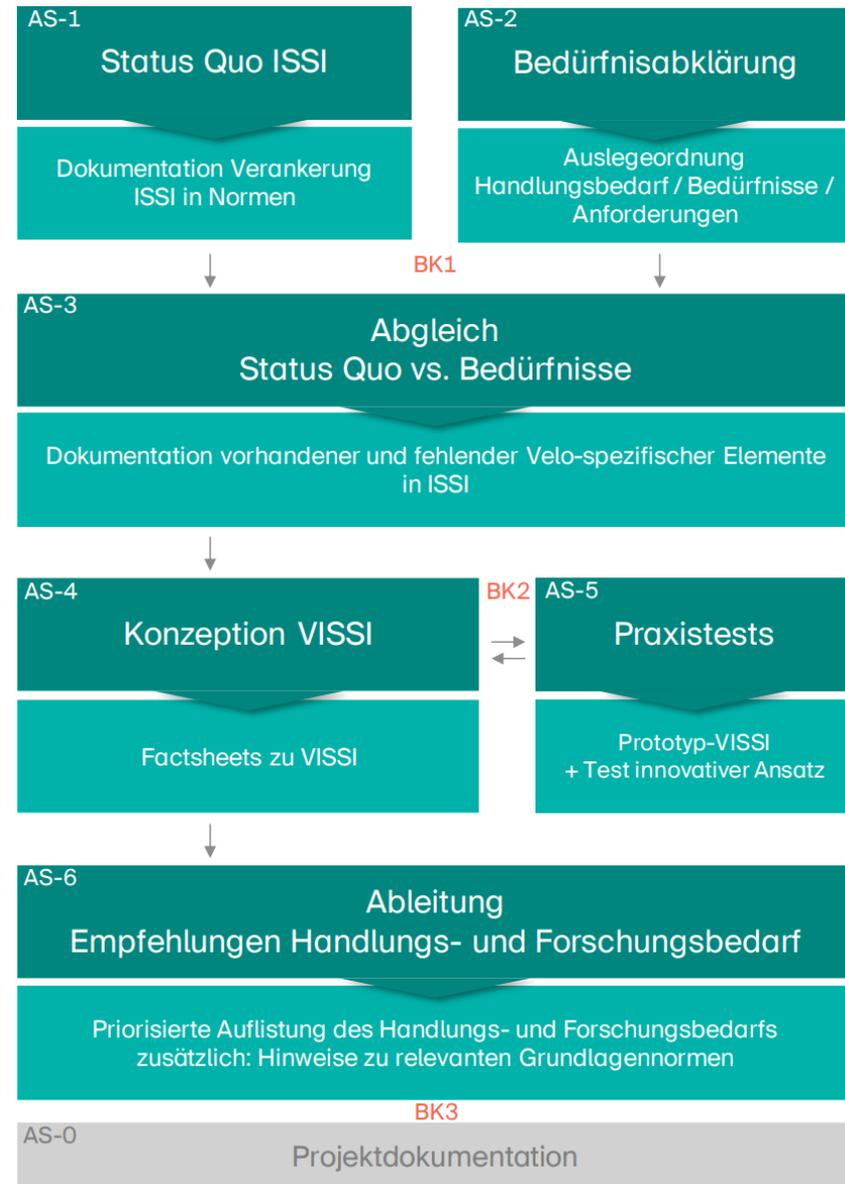 AS-1
Status Quo ISSI
Dokumentation Verankerung
ISSI in Normen
AS-2
Bedürfnisabklärung
Auslegeordnung
Handlungsbedarf / Bedürfnisse /
Anforderungen
BK1
AS-3
Abgleich
Status Quo vs. Bedürfnisse
Dokumentation vorhandener und fehlender Velo-spezifischer Elemente
in ISSI
AS-4
Konzeption VISSI
Factsheets zu VISSI
BK2
AS-5
Praxistests
Prototyp-VISSI
+ Test innovativer Ansatz
AS-6
Ableitung
Empfehlungen Handlungs- und Forschungsbedarf
Priorisierte Auflistung des Handlungs- und Forschungsbedarfs
zusätzlich: Hinweise zu relevanten Grundlagennormen
BK3
AS-0
Projektdokumentation